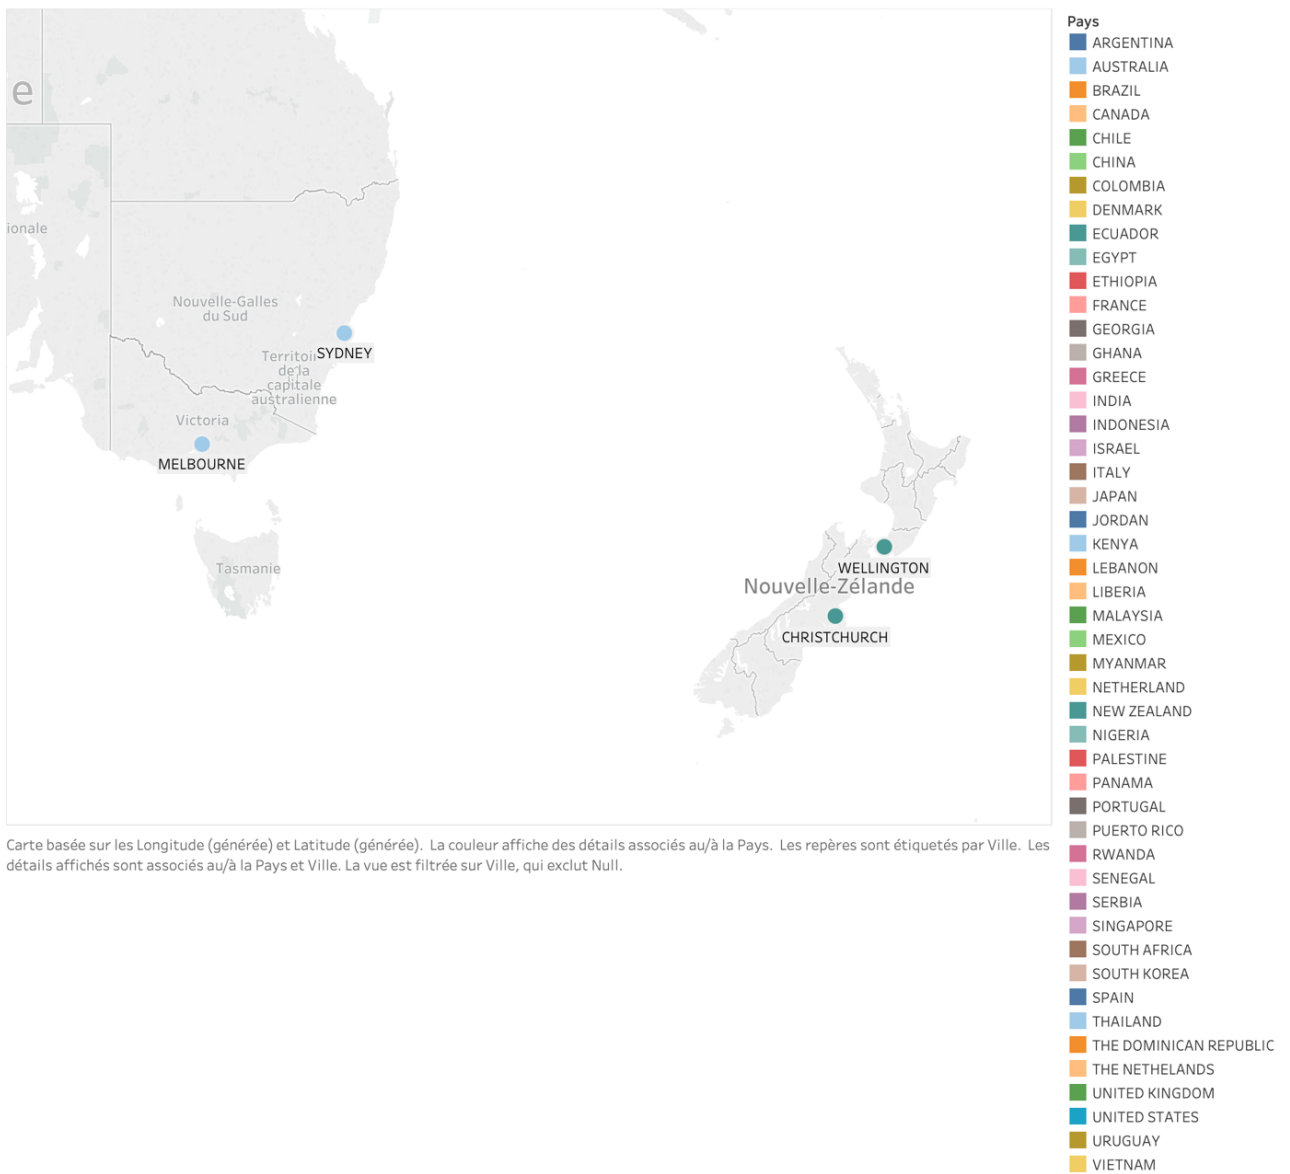 e
ionale
Nouvelle-Galles
du Sud
SYDNEY
Territoi
de la
capitale
australienne
Victoria
MELBOURNE
Tasmanie
WELLINGTON
Nouvelle-Zélande
CHRISTCHURCH
Carte basée sur les Longitude (générée) et Latitude (générée).  La couleur affiche des détails associés au/à la Pays.  Les repères sont étiquetés par Ville.  Les
détails affichés sont associés au/à la Pays et Ville. La vue est filtrée sur Ville, qui exclut Null.
Pays
ARGENTINA
AUSTRALIA
BRAZIL
CANADA
CHILE
CHINA
COLOMBIA
DENMARK
ECUADOR
EGYPT
ETHIOPIA
FRANCE
GEORGIA
GHANA
GREECE
INDIA
INDONESIA
ISRAEL
ITALY
JAPAN
JORDAN
KENYA
LEBANON
LIBERIA
MALAYSIA
MEXICO
MYANMAR
NETHERLAND
NEW ZEALAND
NIGERIA
PALESTINE
PANAMA
PORTUGAL
PUERTO RICO
RWANDA
SENEGAL
SERBIA
SINGAPORE
SOUTH AFRICA
SOUTH KOREA
SPAIN
THAILAND
THE DOMINICAN REPUBLIC
THE NETHELANDS
UNITED KINGDOM
UNITED STATES
URUGUAY
VIETNAM